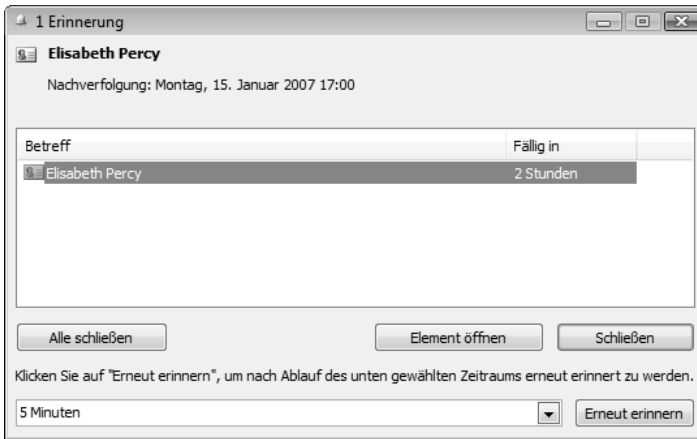 1 Erinnerung
Elisabeth Percy
Nachverfolgung: Montag, 15. Januar 2007 17:00
Betreff Fällig in
Elisabeth Percy 2 Stunden
Alle schließen Element öffnen Schließen
Klicken Sie auf "Erneut erinnern", um nach Ablauf des unten gewählten Zeitraums erneut erinnert zu werden.
5 Minuten Erneut erinnern